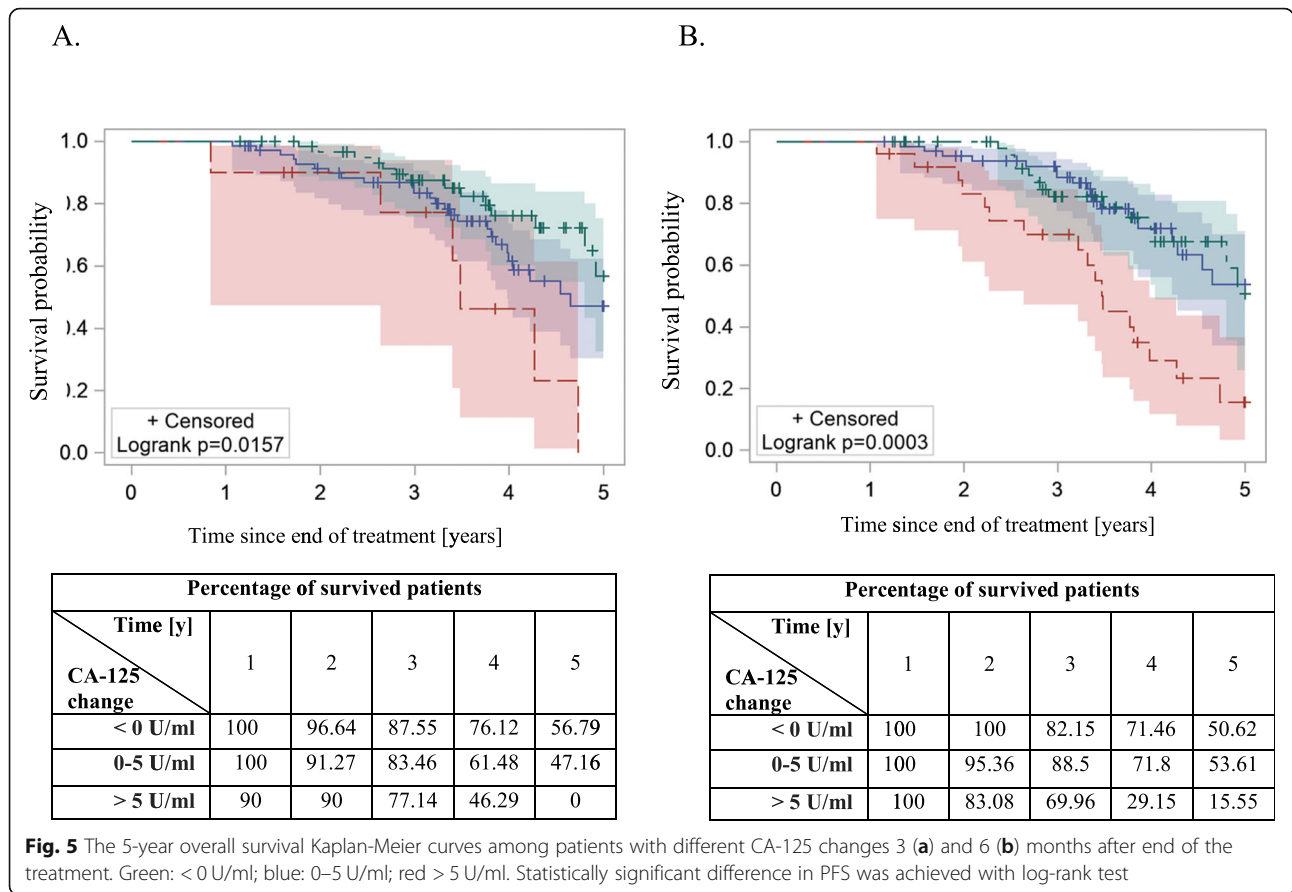 A.
B.
1.0
.8
1.6
).4
1.2
0.0
Survival probability
+ Censored
Logrank p=0.0157
0 1 2 3 4 5
Time since end of treatment [years]
1.0
0.8
0.6
0.4
0.2
0.0
Survival probability
+ Censored
Logrank p=0.0003
0 1 2 3 4 5
Time since end of treatment [years]
Percentage of survived patients
Time [y]
CA-125
change
1 2 3 4 5
< 0 U/ml 100 96.64 87.55 76.12 56.79
0-5 U/ml 100 91.27 83.46 61.48 47.16
> 5 U/ml 90 90 77.14 46.29 0
Percentage of survived patients
Time [y]
CA-125
change
1 2 3 4 5
< 0 U/ml 100 100 82.15 71.46 50.62
0-5 U/ml 100 95.36 88.5 71.8 53.61
> 5 U/ml 100 83.08 69.96 29.15 15.55
Fig. 5 The 5-year overall survival Kaplan-Meier curves among patients with different CA-125 changes 3 (a) and 6 (b) months after end of the
treatment. Green: < 0 U/ml; blue: 0–5 U/ml; red > 5 U/ml. Statistically significant difference in PFS was achieved with log-rank test